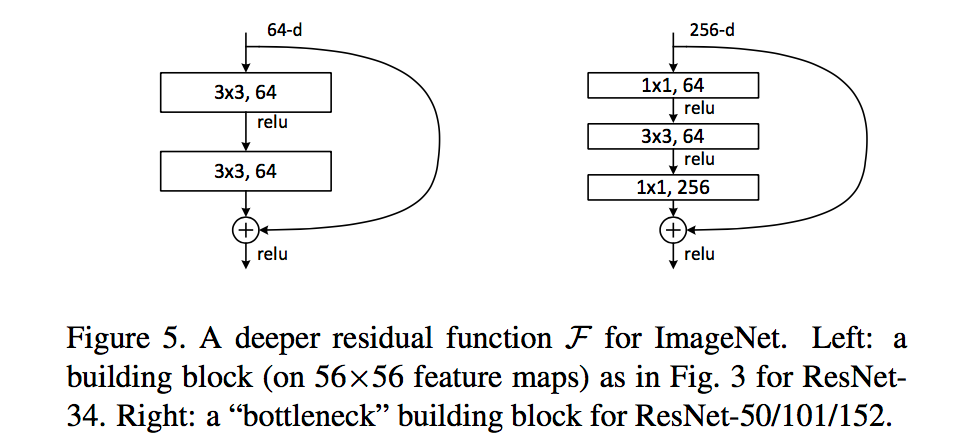 64-d
3x3, 64
relu
3x3, 64
+
relu
256-d
1x1, 64
relu
3x3, 64
relu
1x1, 256
+
relu
Figure 5. A deeper residual function ℱ for ImageNet. Left: a
building block (on 56×56 feature maps) as in Fig. 3 for ResNet-
34. Right: a “bottleneck” building block for ResNet-50/101/152.